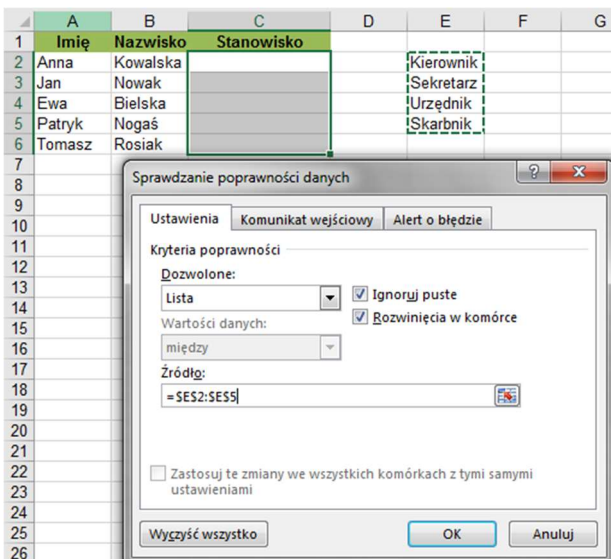 A B C D E F G
1 Imię Nazwisko Stanowisko
2 Anna Kowalska Kierownik
3 Jan Nowak Sekretarz
4 Ewa Bielska Urzędnik
5 Patryk Nogaś Skarbnik
6 Tomasz Rosiak
7
8
9
10
11
12
13
14
15
16
17
18
19
20
21
22
23
24
25
26
Sprawdzanie poprawności danych
Ustawienia Komunikat wejściowy Alert o błędzie
Kryteria poprawności
Dozwolone:
Lista Ignoruj puste
Wartości danych: Rozwinięcia w komórce
między
Źródło:
=$E$2:$E$5
Zastosuj te zmiany we wszystkich komórkach z tymi samymi
ustawieniami
Wyczyść wszystko OK Anuluj